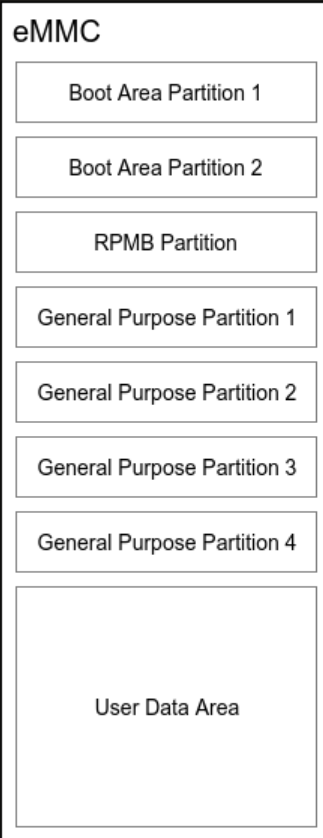 eMMC
Boot Area Partition 1
Boot Area Partition 2
RPMB Partition
General Purpose Partition 1
General Purpose Partition 2
General Purpose Partition 3
General Purpose Partition 4
User Data Area